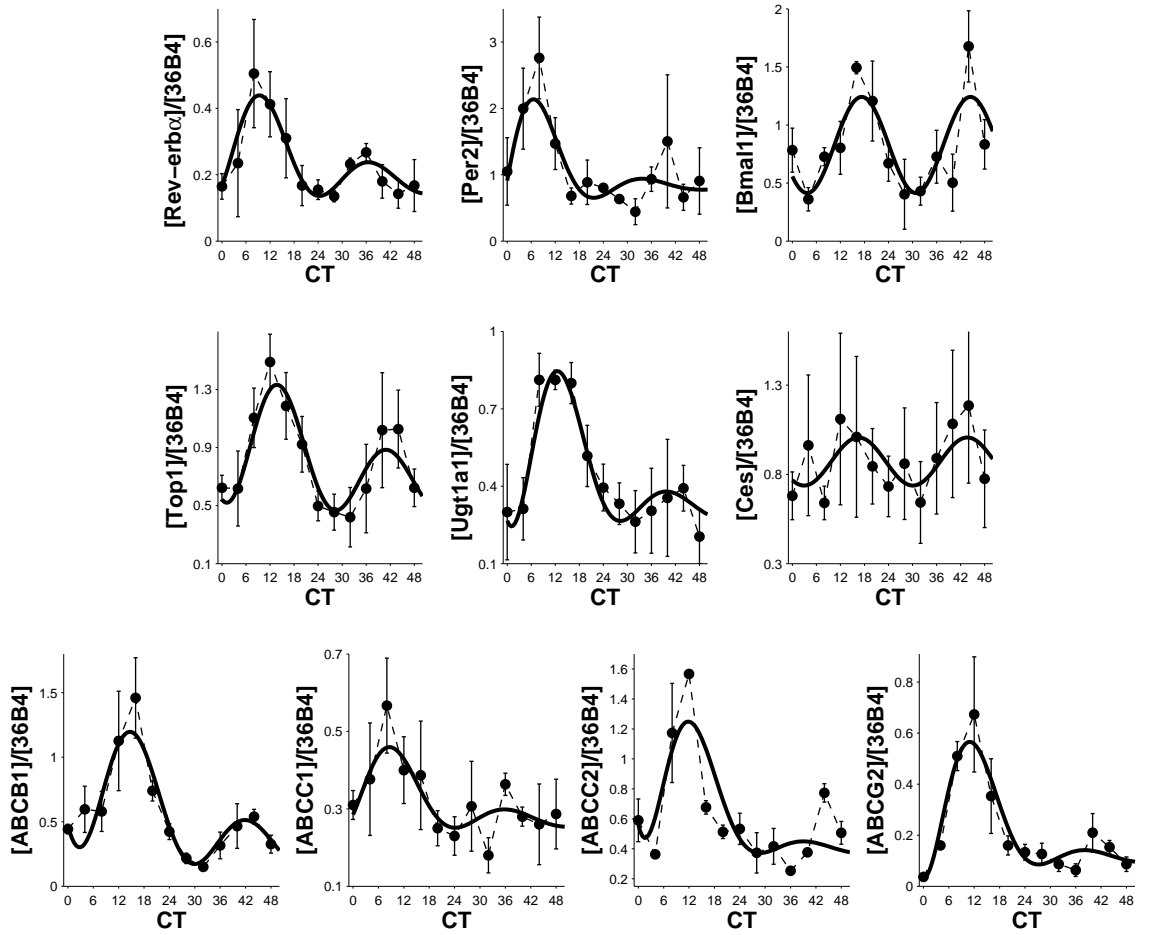 [Rev−erbα]/[36B4]
0.6
0.4
0.2
0
0 6 12 18 24 30 36 42 48
CT
[Per2]/[36B4]
3
2
1
0
0 6 12 18 24 30 36 42 48
CT
[Bmal1]/[36B4]
2
1.5
1
0.5
0
0 6 12 18 24 30 36 42 48
CT
[Top1]/[36B4]
1.3
0.9
0.5
0.1
0 6 12 18 24 30 36 42 48
CT
[Ugt1a1]/[36B4]
1
0.7
0.4
0.1
0 6 12 18 24 30 36 42 48
CT
[Ces]/[36B4]
1.3
0.8
0.3
0 6 12 18 24 30 36 42 48
CT
[ABCB1]/[36B4]
1.5
1
0.5
0
0 6 12 18 24 30 36 42 48
CT
[ABCC1]/[36B4]
0.7
0.5
0.3
0.1
0 6 12 18 24 30 36 42 48
CT
[ABCC2]/[36B4]
1.6
1.4
1.2
1
0.8
0.6
0.4
0.2
0 6 12 18 24 30 36 42 48
CT
[ABCG2]/[36B4]
0.8
0.6
0.4
0.2
0
0 6 12 18 24 30 36 42 48
CT